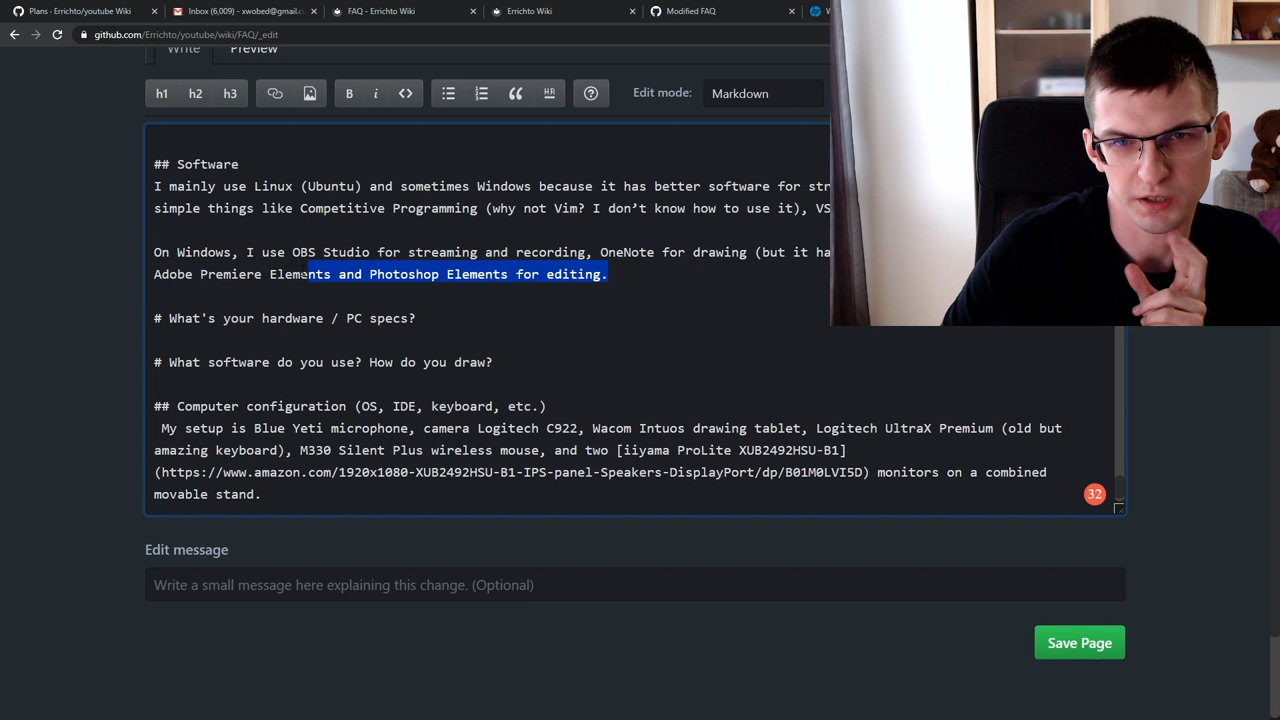 Plans · Errichto/youtube Wiki
Inbox (6,009) - xwobed@gmail.c
FAQ - Errichto Wiki
Errichto Wiki
Modified FAQ
github.com/Errichto/youtube/wiki/FAQ/_edit
Write
Preview
h1 h2 h3
B i
HR
Edit mode: Markdown
## Software
I mainly use Linux (Ubuntu) and sometimes Windows because it has better software for str
simple things like Competitive Programming (why not Vim? I don’t know how to use it), VS
On Windows, I use OBS Studio for streaming and recording, OneNote for drawing (but it ha
Adobe Premiere Elements and Photoshop Elements for editing.
# What's your hardware / PC specs?
# What software do you use? How do you draw?
## Computer configuration (OS, IDE, keyboard, etc.)
My setup is Blue Yeti microphone, camera Logitech C922, Wacom Intuos drawing tablet, Logitech UltraX Premium (old but
amazing keyboard), M330 Silent Plus wireless mouse, and two [iiyama ProLite XUB2492HSU-B1]
(https://www.amazon.com/1920x1080-XUB2492HSU-B1-IPS-panel-Speakers-DisplayPort/dp/B01M0LVI5D) monitors on a combined
movable stand.
32
Edit message
Write a small message here explaining this change. (Optional)
Save Page